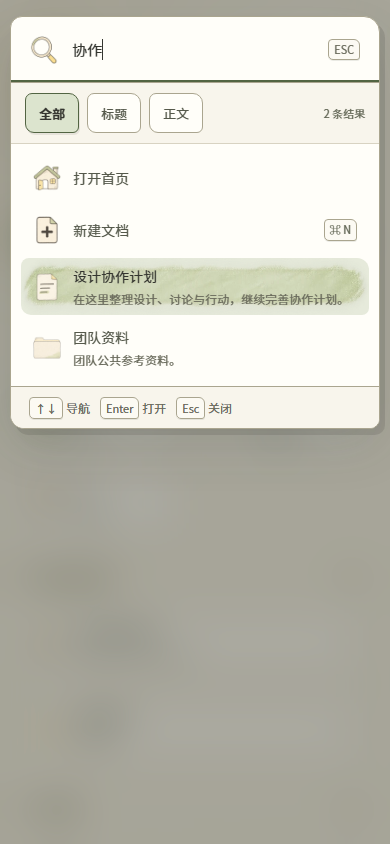 协作
ESC
全部
标题
正文
2 条结果
打开首页
新建文档
⌘ N
设计协作计划
在这里整理设计、讨论与行动，继续完善协作计划。
团队资料
团队公共参考资料。
↑ ↓ 导航 Enter 打开 Esc 关闭